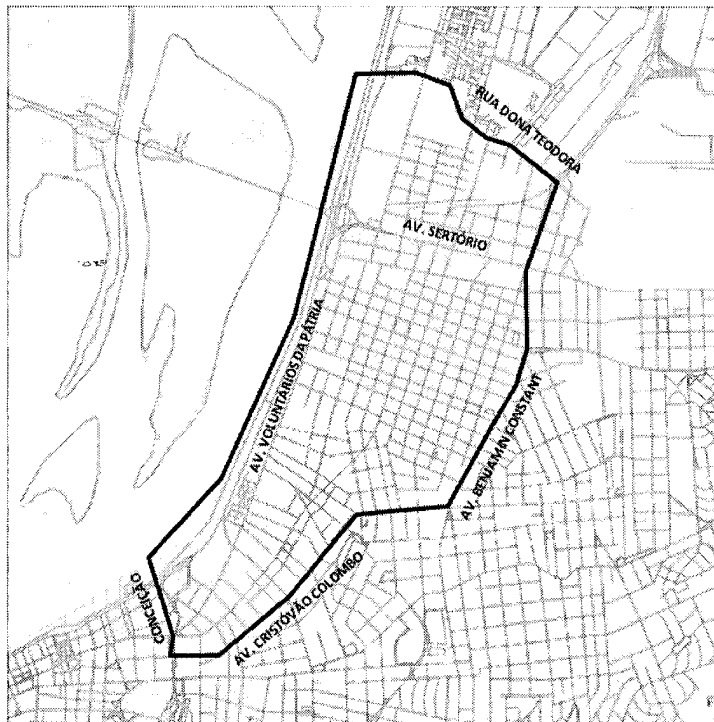 RUA DONA TEODORA
AV. SERTÓRIO
AV. VOLUNTÁRIOS DA PÁTRIA
AV. BENJAMIN CONSTANT
CONCEIÇÃO
AV. CRISTÓVÃO COLOMBO